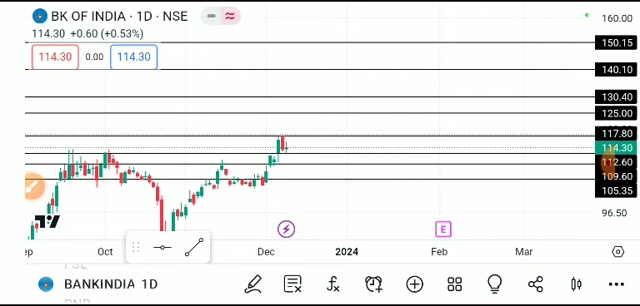 BK OF INDIA · 1D · NSE
114.30 +0.60 (+0.53%)
114.30 0.00 114.30
160.00
150.15
140.10
130.40
125.00
117.80
114.30
112.60
109.60
105.35
96.50
Oct Dec 2024 Feb Mar
E
BANKINDIA 1D